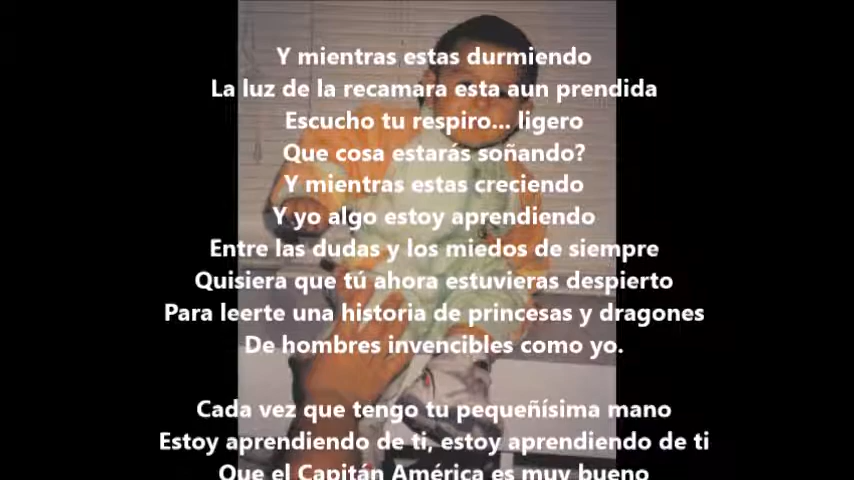 Y mientras estas durmiendo
La luz de la recamara esta aun prendida
Escucho tu respiro... ligero
Que cosa estarás soñando?
Y mientras estas creciendo
Y yo algo estoy aprendiendo
Entre las dudas y los miedos de siempre
Quisiera que tú ahora estuvieras despierto
Para leerte una historia de princesas y dragones
De hombres invencibles como yo.
Cada vez que tengo tu pequeñísima mano
Estoy aprendiendo de ti, estoy aprendiendo de ti
Que el Capitán América es muy bueno